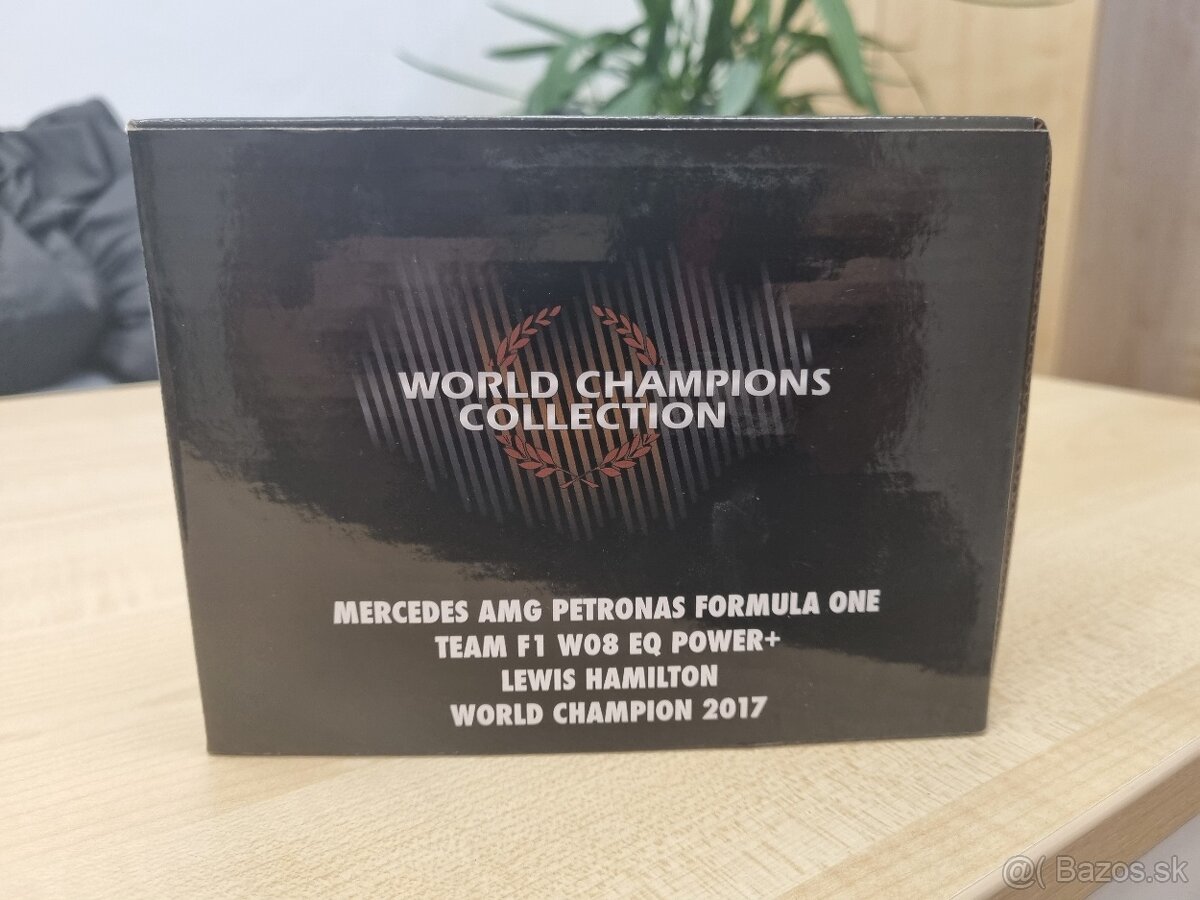 WORLD CHAMPIONS
COLLECTION
MERCEDES AMG PETRONAS FORMULA ONE
TEAM F1 W08 EQ POWER+
LEWIS HAMILTON
WORLD CHAMPION 2017
@( Bazos.sk